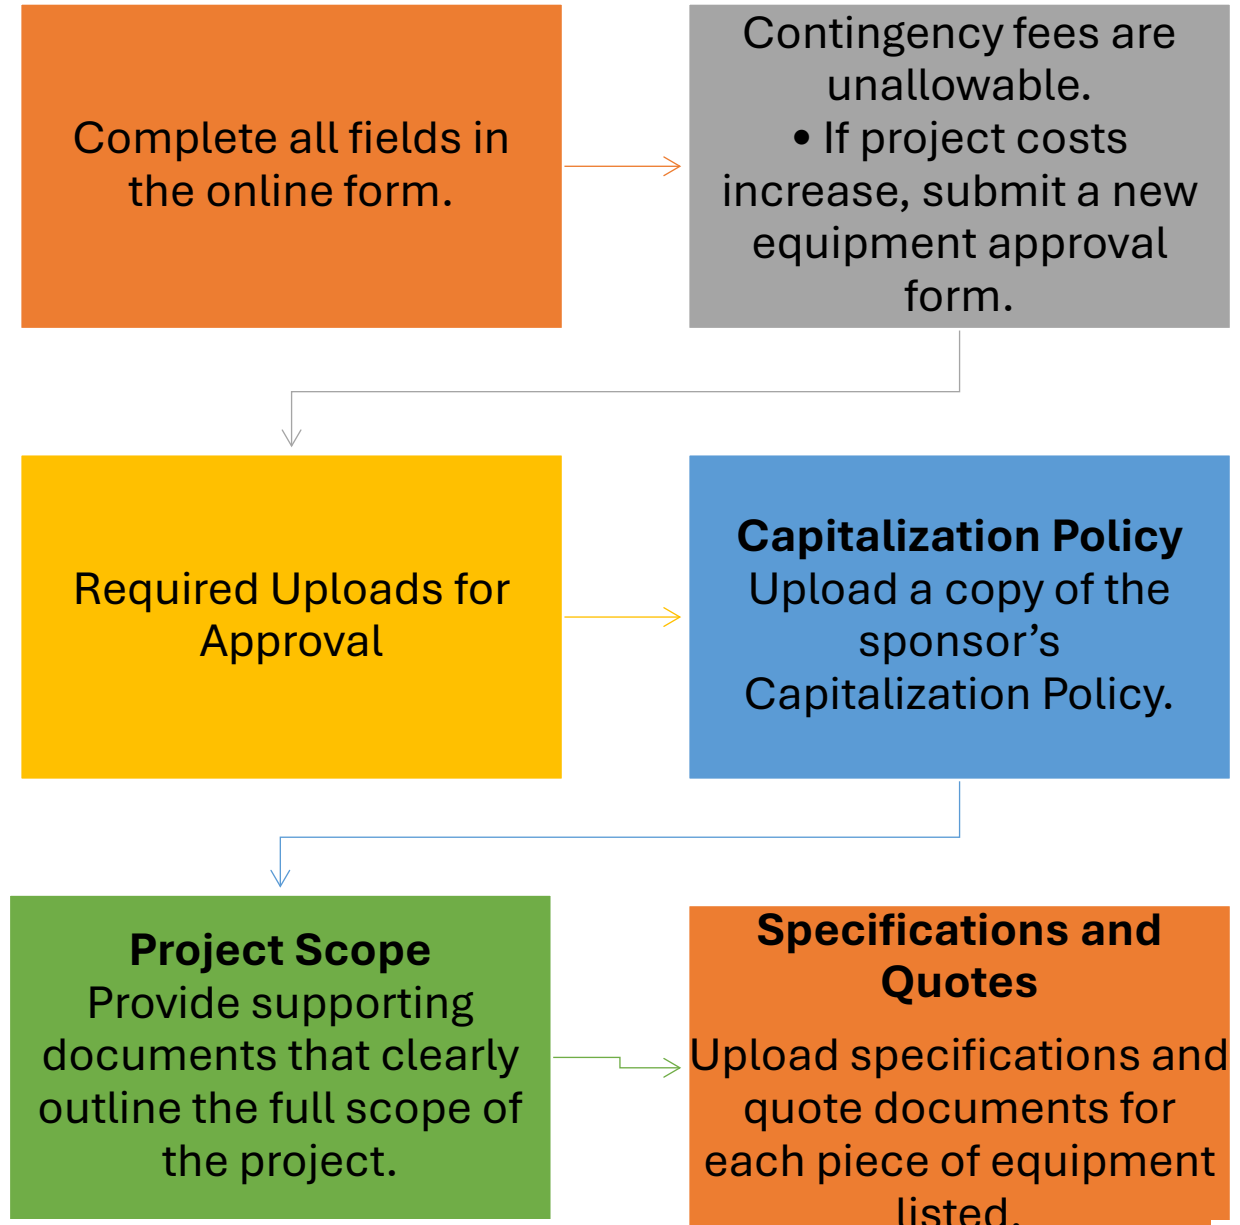 Complete all fields in
the online form.
Contingency fees are
unallowable.
• If project costs
increase, submit a new
equipment approval
form.
Required Uploads for
Approval
Capitalization Policy
Upload a copy of the
sponsor’s
Capitalization Policy.
Project Scope
Provide supporting
documents that clearly
outline the full scope of
the project.
Specifications and
Quotes
Upload specifications and
quote documents for
each piece of equipment
listed.